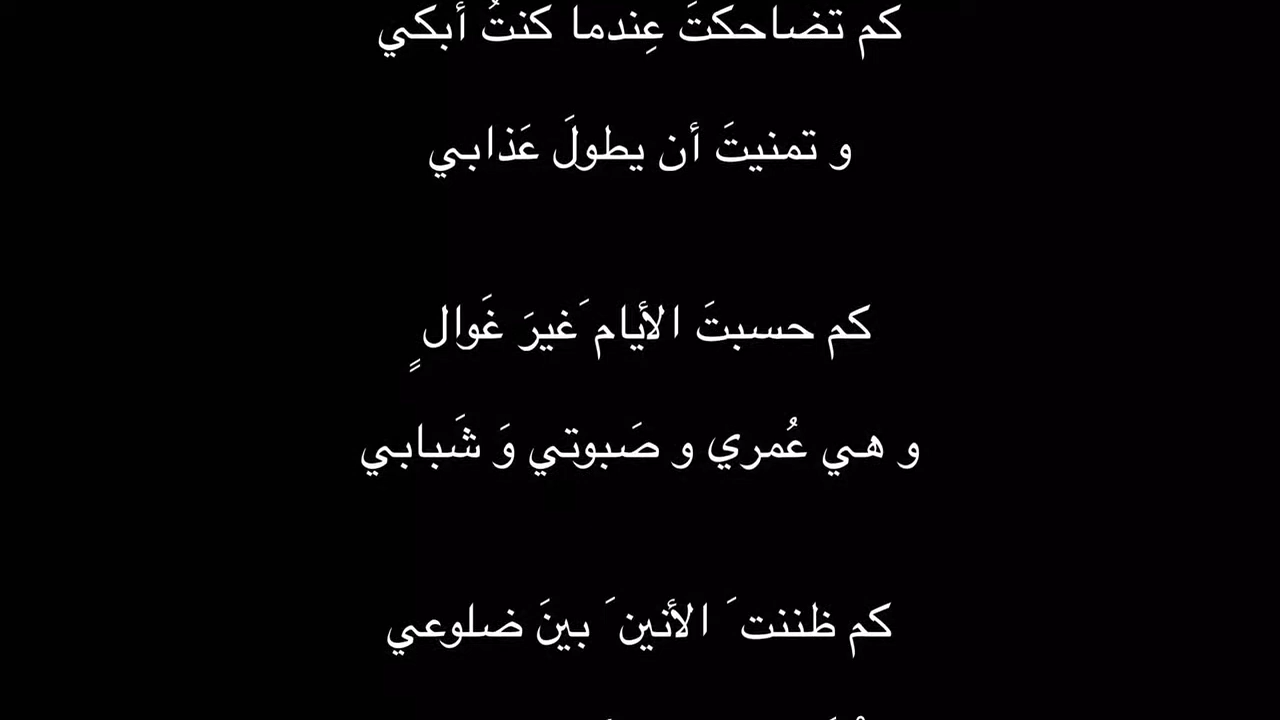 كم تضاحكتَ عِندما كنتُ أبكي
و تمنيتَ أن يطولَ عَذابي
كم حسبتَ الأيام َغيرَ غَوال ٍ
و هي عُمري و صَبوتي وَ شَبابي
كم ظننت َ الأنين َ بينَ ضلوعي